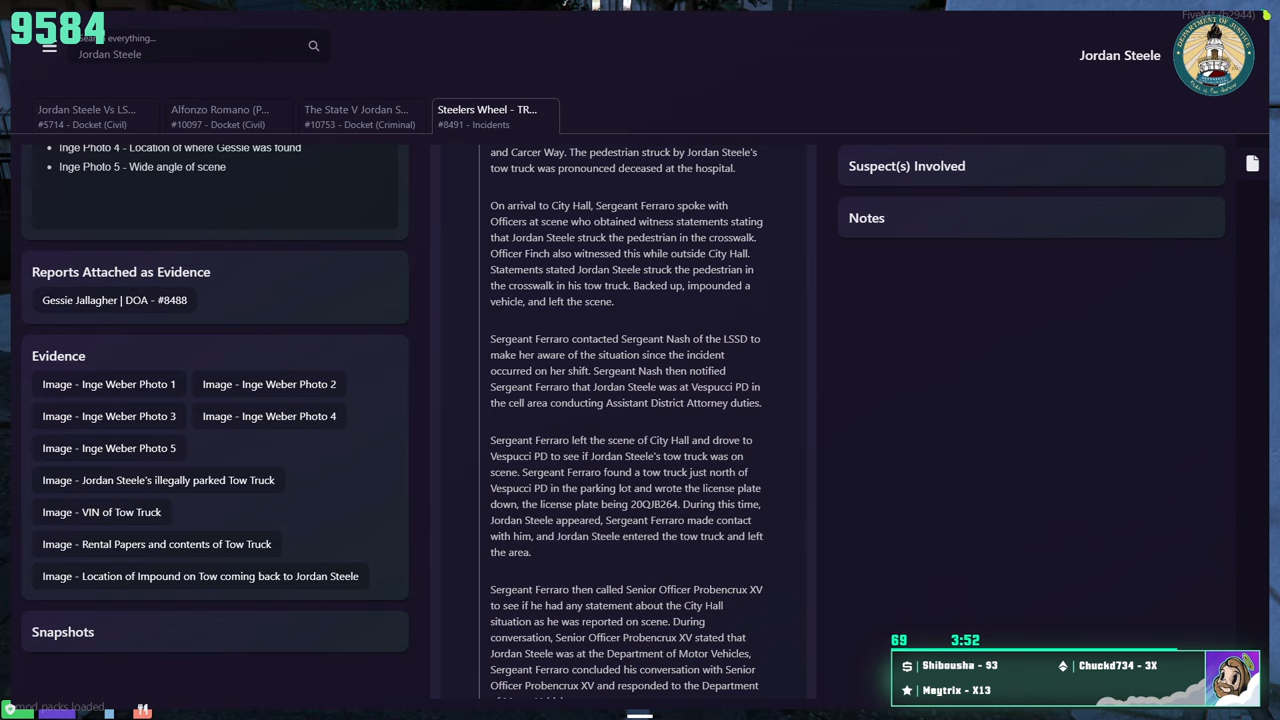 9584
Search everything...
Jordan Steele
FiveM
Jordan Steele
DEPARTMENT OF JUSTICE
Jordan Steele Vs LS...
#5714 - Docket (Civil)
Alfonzo Romano (P...
#10097 - Docket (Civil)
The State V Jordan S...
#10753 - Docket (Criminal)
Steelers Wheel - TR...
#8491 - Incidents
Inge Photo 4 - Location of where Gessie was found
Inge Photo 5 - Wide angle of scene
Reports Attached as Evidence
Gessie Jallagher | DOA - #8488
Evidence
Image - Inge Weber Photo 1
Image - Inge Weber Photo 2
Image - Inge Weber Photo 3
Image - Inge Weber Photo 4
Image - Inge Weber Photo 5
Image - Jordan Steele's illegally parked Tow Truck
Image - VIN of Tow Truck
Image - Rental Papers and contents of Tow Truck
Image - Location of Impound on Tow coming back to Jordan Steele
Snapshots
and Carcer Way. The pedestrian struck by Jordan Steele's
tow truck was pronounced deceased at the hospital.
On arrival to City Hall, Sergeant Ferraro spoke with
Officers at scene who obtained witness statements stating
that Jordan Steele struck the pedestrian in the crosswalk.
Officer Finch also witnessed this while outside City Hall.
Statements stated Jordan Steele struck the pedestrian in
the crosswalk in his tow truck. Backed up, impounded a
vehicle, and left the scene.
Sergeant Ferraro contacted Sergeant Nash of the LSSD to
make her aware of the situation since the incident
occurred on her shift. Sergeant Nash then notified
Sergeant Ferraro that Jordan Steele was at Vespucci PD in
the cell area conducting Assistant District Attorney duties.
Sergeant Ferraro left the scene of City Hall and drove to
Vespucci PD to see if Jordan Steele's tow truck was on
scene. Sergeant Ferraro found a tow truck just north of
Vespucci PD in the parking lot and wrote the license plate
down, the license plate being 20QJB264. During this time,
Jordan Steele appeared, Sergeant Ferraro made contact
with him, and Jordan Steele entered the tow truck and left
the area.
Sergeant Ferraro then called Senior Officer Probencrux XV
to see if he had any statement about the City Hall
situation as he was reported on scene. During
conversation, Senior Officer Probencrux XV stated that
Jordan Steele was at the Department of Motor Vehicles,
Sergeant Ferraro concluded his conversation with Senior
Officer Probencrux XV and responded to the Department
Suspect(s) Involved
Notes
69 3:52
Shibousha - 93
Chuckd734 - 3X
Meytrix - X13
mod packs loaded